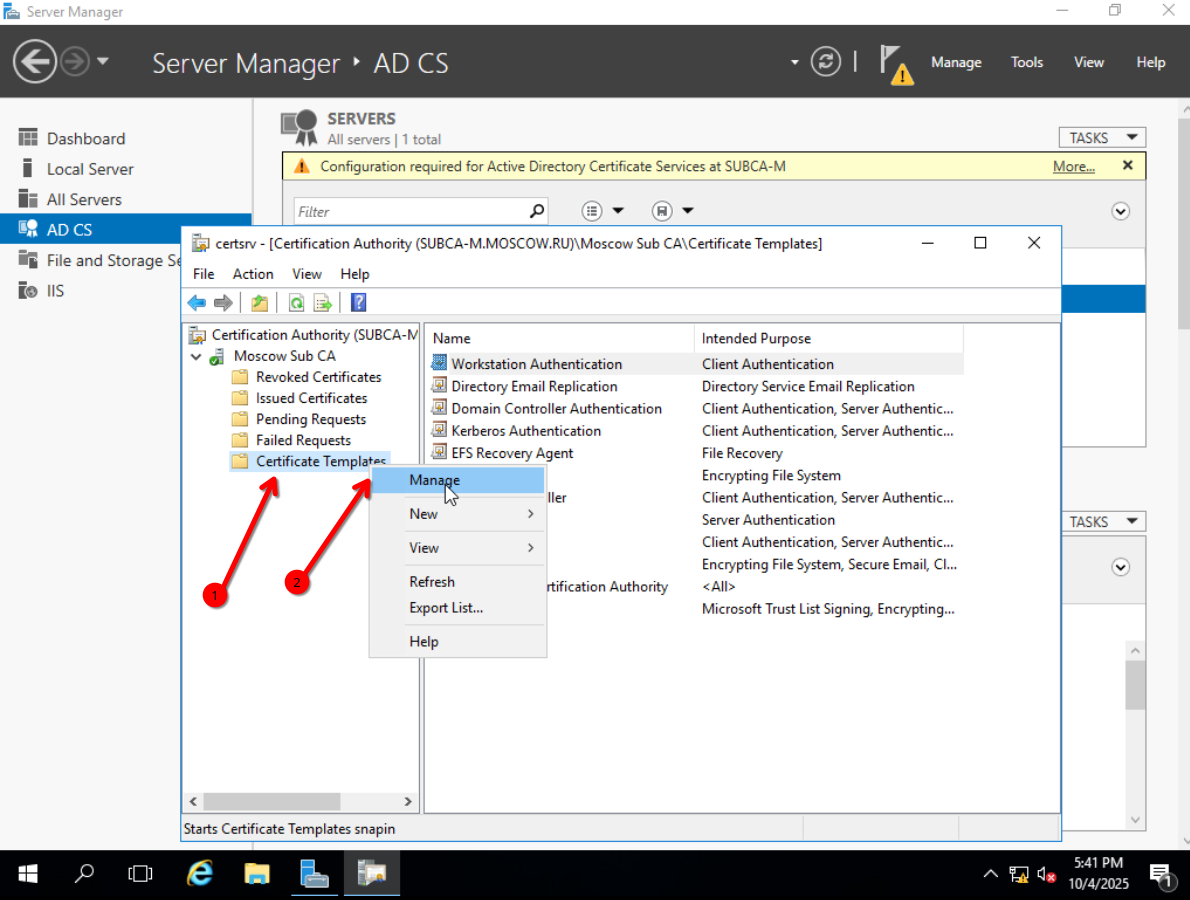 Server Manager
Server Manager ‣ AD CS
Manage Tools View Help
Dashboard
Local Server
All Servers
AD CS
File and Storage Se
IIS
SERVERS
All servers | 1 total
TASKS
Configuration required for Active Directory Certificate Services at SUBCA-M
More...
Filter
certsrv - [Certification Authority (SUBCA-M.MOSCOW.RU)\Moscow Sub CA\Certificate Templates]
File Action View Help
Certification Authority (SUBCA-M
Moscow Sub CA
Revoked Certificates
Issued Certificates
Pending Requests
Failed Requests
Certificate Templates
Name Intended Purpose
Workstation Authentication Client Authentication
Directory Email Replication Directory Service Email Replication
Domain Controller Authentication Client Authentication, Server Authentic...
Kerberos Authentication Client Authentication, Server Authentic...
EFS Recovery Agent File Recovery
Encrypting File System
ller Client Authentication, Server Authentic...
Server Authentication
Client Authentication, Server Authentic...
Encrypting File System, Secure Email, Cl...
rtification Authority <All>
Microsoft Trust List Signing, Encrypting...
Manage
New
View
Refresh
Export List...
Help
1
2
TASKS
Starts Certificate Templates snapin
5:41 PM
10/4/2025
1